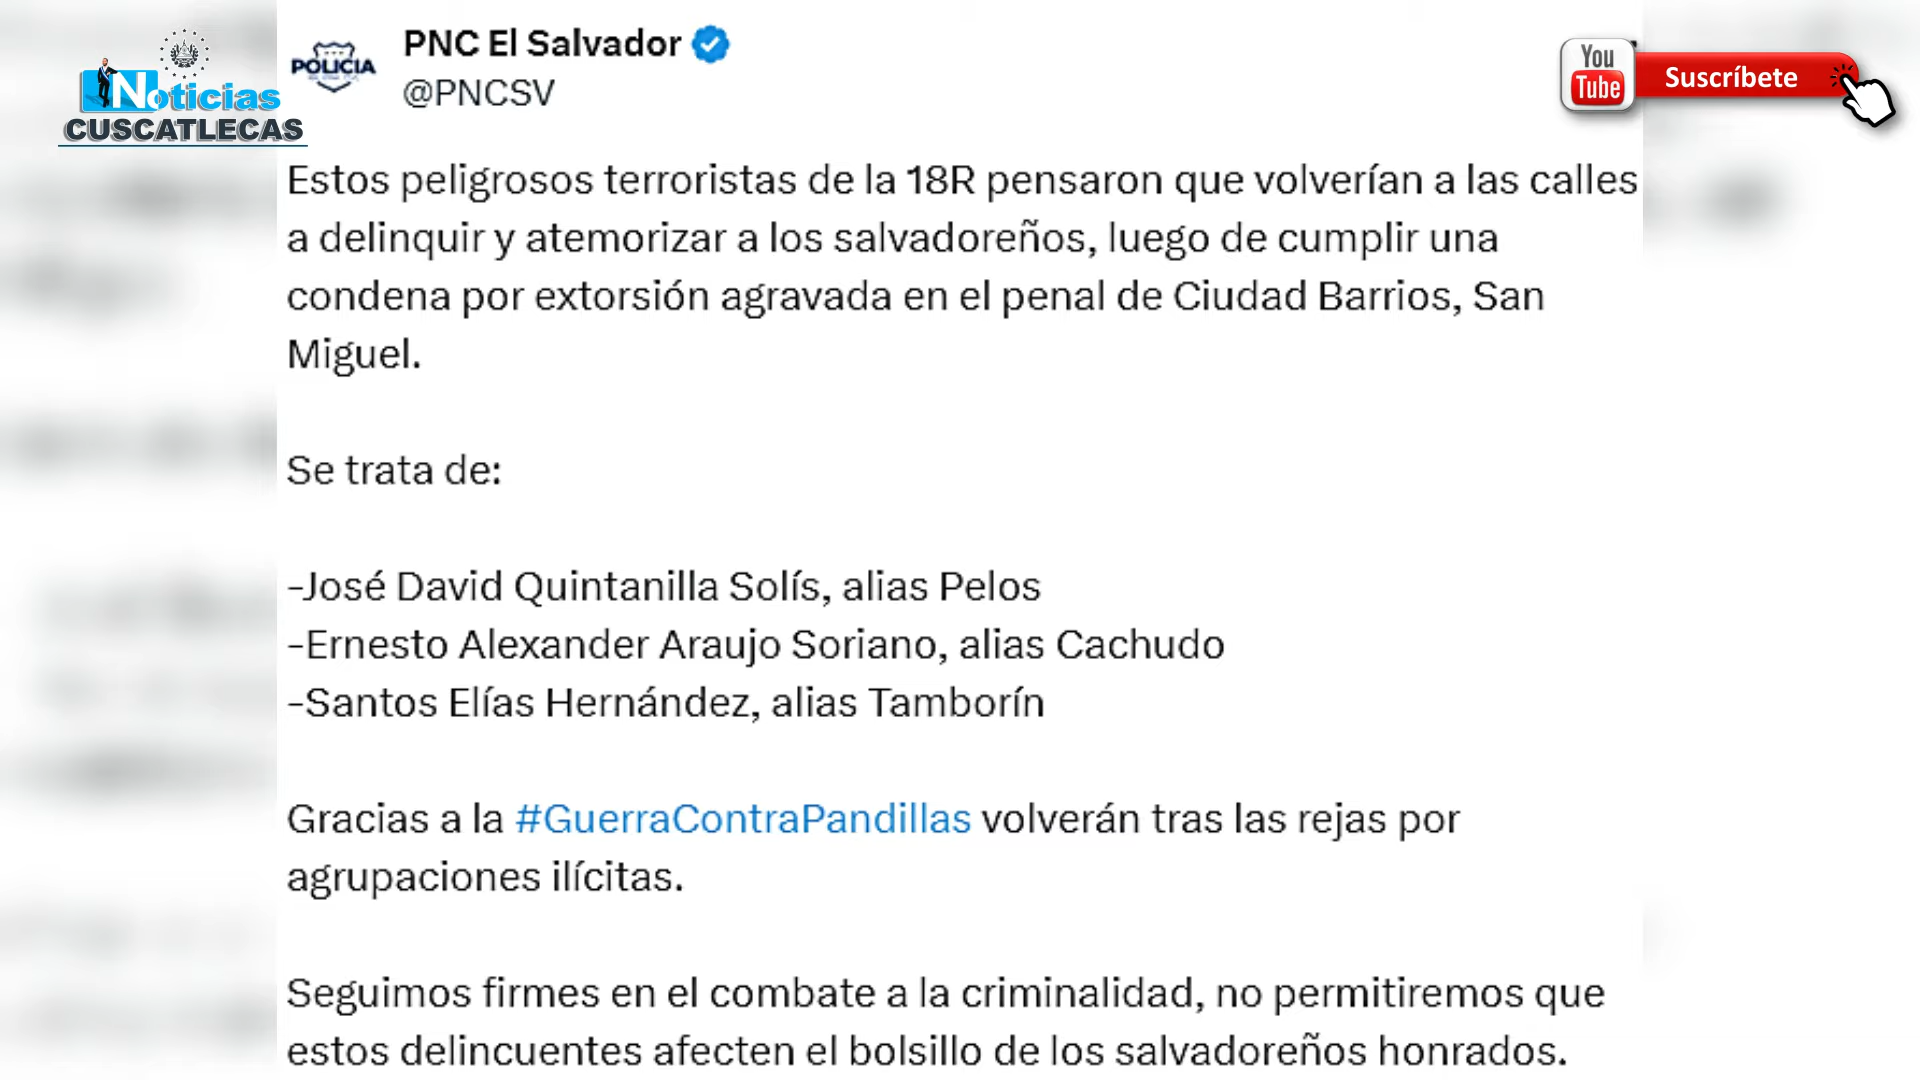 Noticias
CUSCATLECAS
POLICIA
PNC El Salvador
@PNCSV
You
Tube
Suscríbete
Estos peligrosos terroristas de la 18R pensaron que volverían a las calles
a delinquir y atemorizar a los salvadoreños, luego de cumplir una
condena por extorsión agravada en el penal de Ciudad Barrios, San
Miguel.
Se trata de:
-José David Quintanilla Solís, alias Pelos
-Ernesto Alexander Araujo Soriano, alias Cachudo
-Santos Elías Hernández, alias Tamborín
Gracias a la #GuerraContraPandillas volverán tras las rejas por
agrupaciones ilícitas.
Seguimos firmes en el combate a la criminalidad, no permitiremos que
estos delincuentes afecten el bolsillo de los salvadoreños honrados.